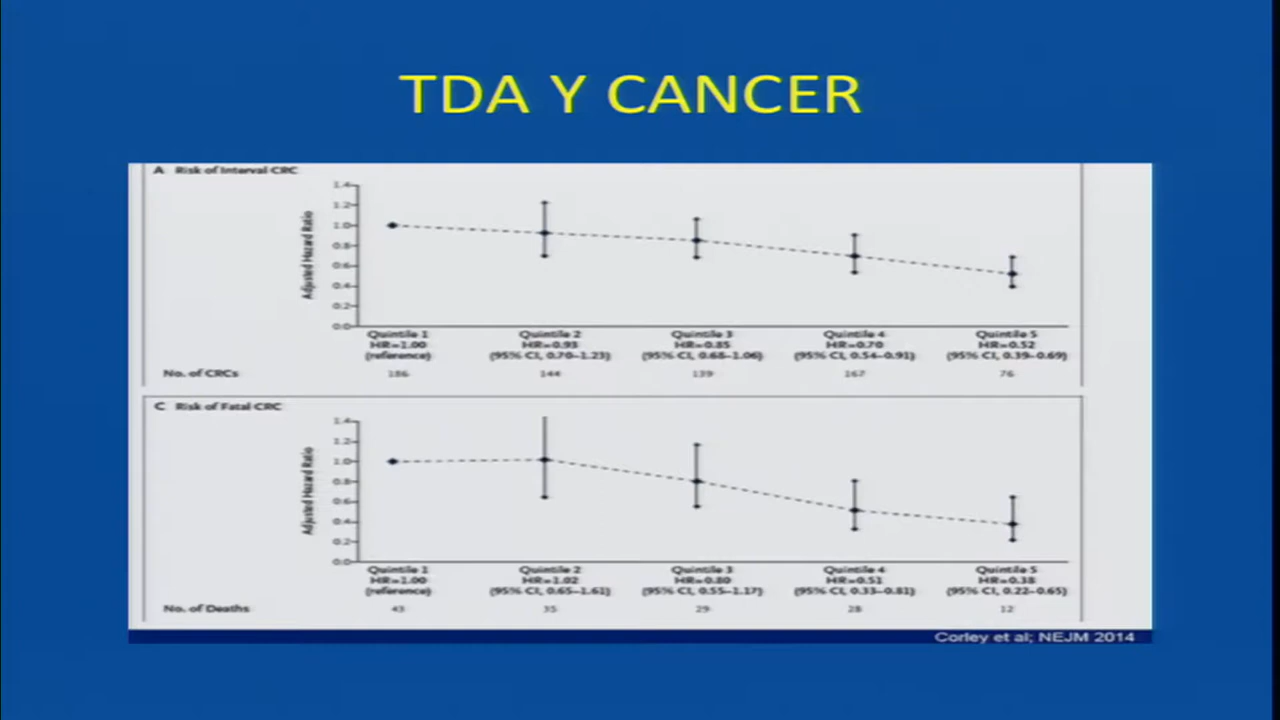 TDA Y CANCER
A Risk of Interval CRC
Adjusted Hazard Ratio
1.4
1.2
1.0
0.8
0.6
0.4
0.2
0.0
Quintile 1 Quintile 2 Quintile 3 Quintile 4 Quintile 5
HR=1.00 HR=0.93 HR=0.85 HR=0.70 HR=0.52
(reference) (95% CI, 0.70–1.23) (95% CI, 0.68–1.06) (95% CI, 0.54–0.91) (95% CI, 0.39–0.69)
No. of CRCs 186 144 139 167 76
C Risk of Fatal CRC
Adjusted Hazard Ratio
1.4
1.2
1.0
0.8
0.6
0.4
0.2
0.0
Quintile 1 Quintile 2 Quintile 3 Quintile 4 Quintile 5
HR=1.00 HR=1.02 HR=0.80 HR=0.51 HR=0.38
(reference) (95% CI, 0.65–1.61) (95% CI, 0.55–1.17) (95% CI, 0.33–0.81) (95% CI, 0.22–0.65)
No. of Deaths 43 35 29 28 12
Corley et al; NEJM 2014